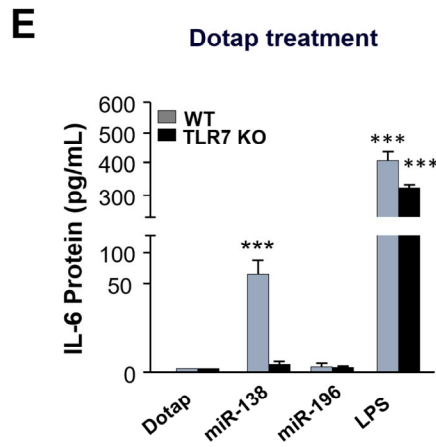 E
Dotap treatment
IL-6 Protein (pg/mL)
600
500
400
300
100
50
0
WT
TLR7 KO
***
***
***
Dotap
miR-138
miR-196
LPS